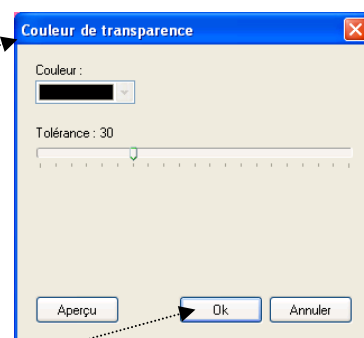 Couleur de transparence
Couleur :
Tolérance : 30
Aperçu
Ok
Annuler